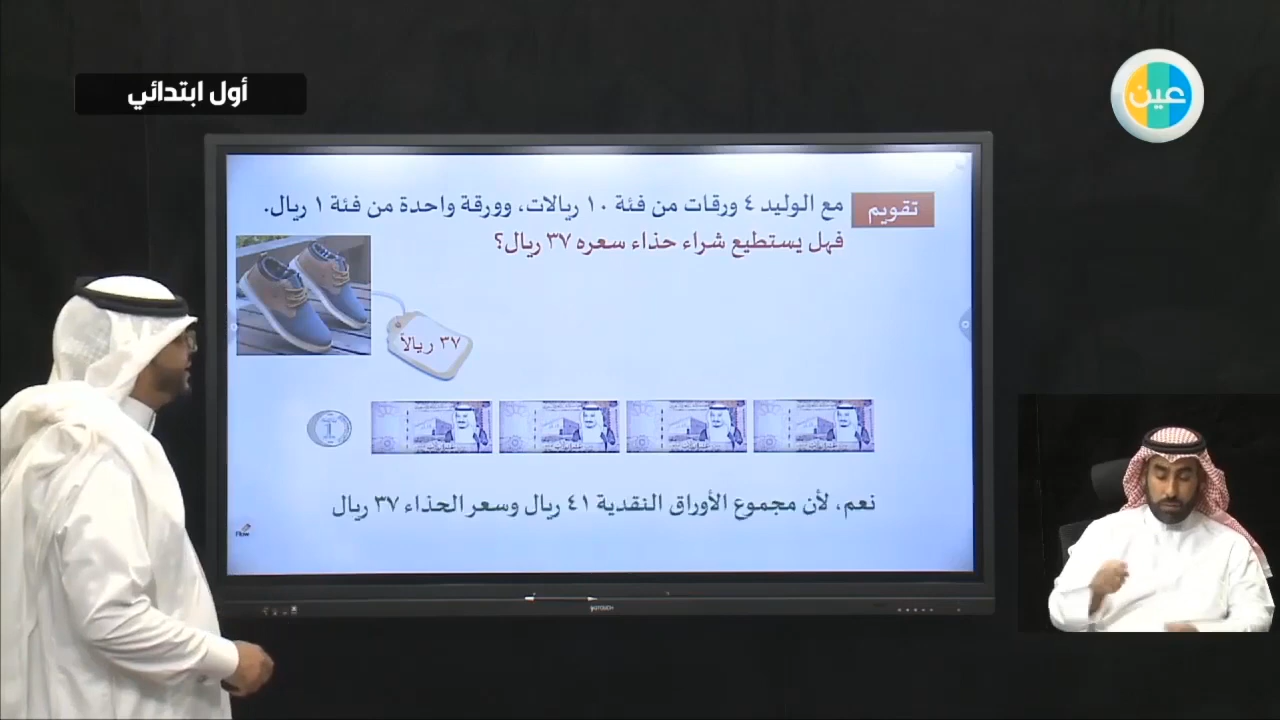 أول ابتدائي
عين
تقويم
مع الوليد ٤ ورقات من فئة ١٠ ريالات، وورقة واحدة من فئة ١ ريال.
فهل يستطيع شراء حذاء سعره ٣٧ ريال؟
٣٧ ريالاً
نعم، لأن مجموع الأوراق النقدية ٤١ ريال وسعر الحذاء ٣٧ ريال
Flow